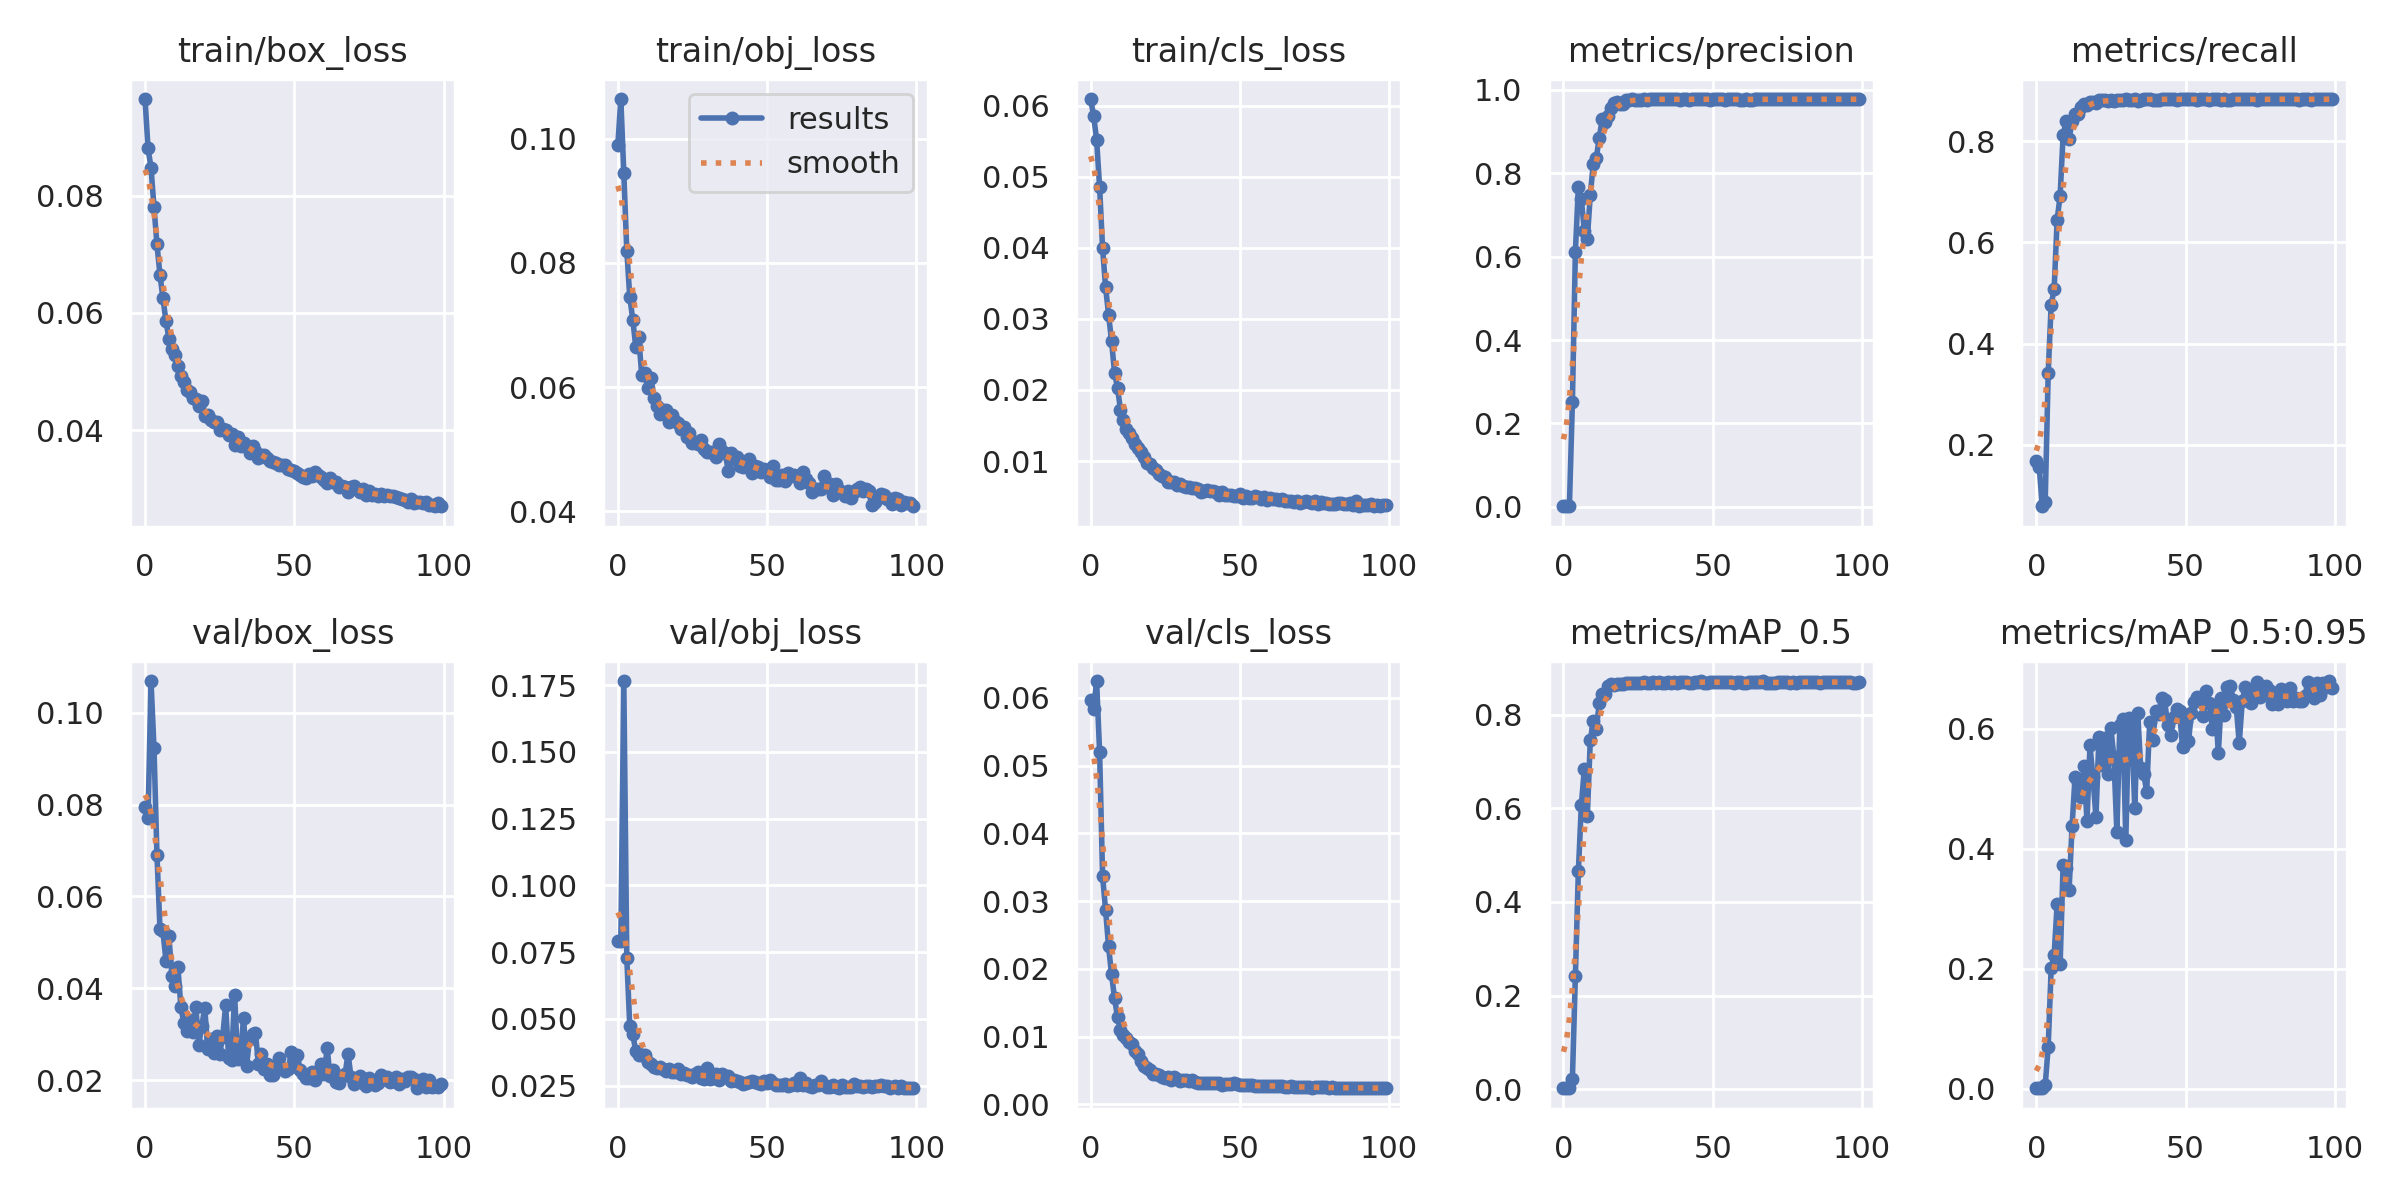 train/box_loss
train/obj_loss
train/cls_loss
metrics/precision
metrics/recall
0.08
0.06
0.04
0 50 100
results
smooth
0.10
0.08
0.06
0.04
0 50 100
0.06
0.05
0.04
0.03
0.02
0.01
0 50 100
1.0
0.8
0.6
0.4
0.2
0.0
0 50 100
0.8
0.6
0.4
0.2
0 50 100
val/box_loss
val/obj_loss
val/cls_loss
metrics/mAP_0.5
metrics/mAP_0.5:0.95
0.10
0.08
0.06
0.04
0.02
0 50 100
0.175
0.150
0.125
0.100
0.075
0.050
0.025
0 50 100
0.06
0.05
0.04
0.03
0.02
0.01
0.00
0 50 100
0.8
0.6
0.4
0.2
0.0
0 50 100
0.6
0.4
0.2
0.0
0 50 100